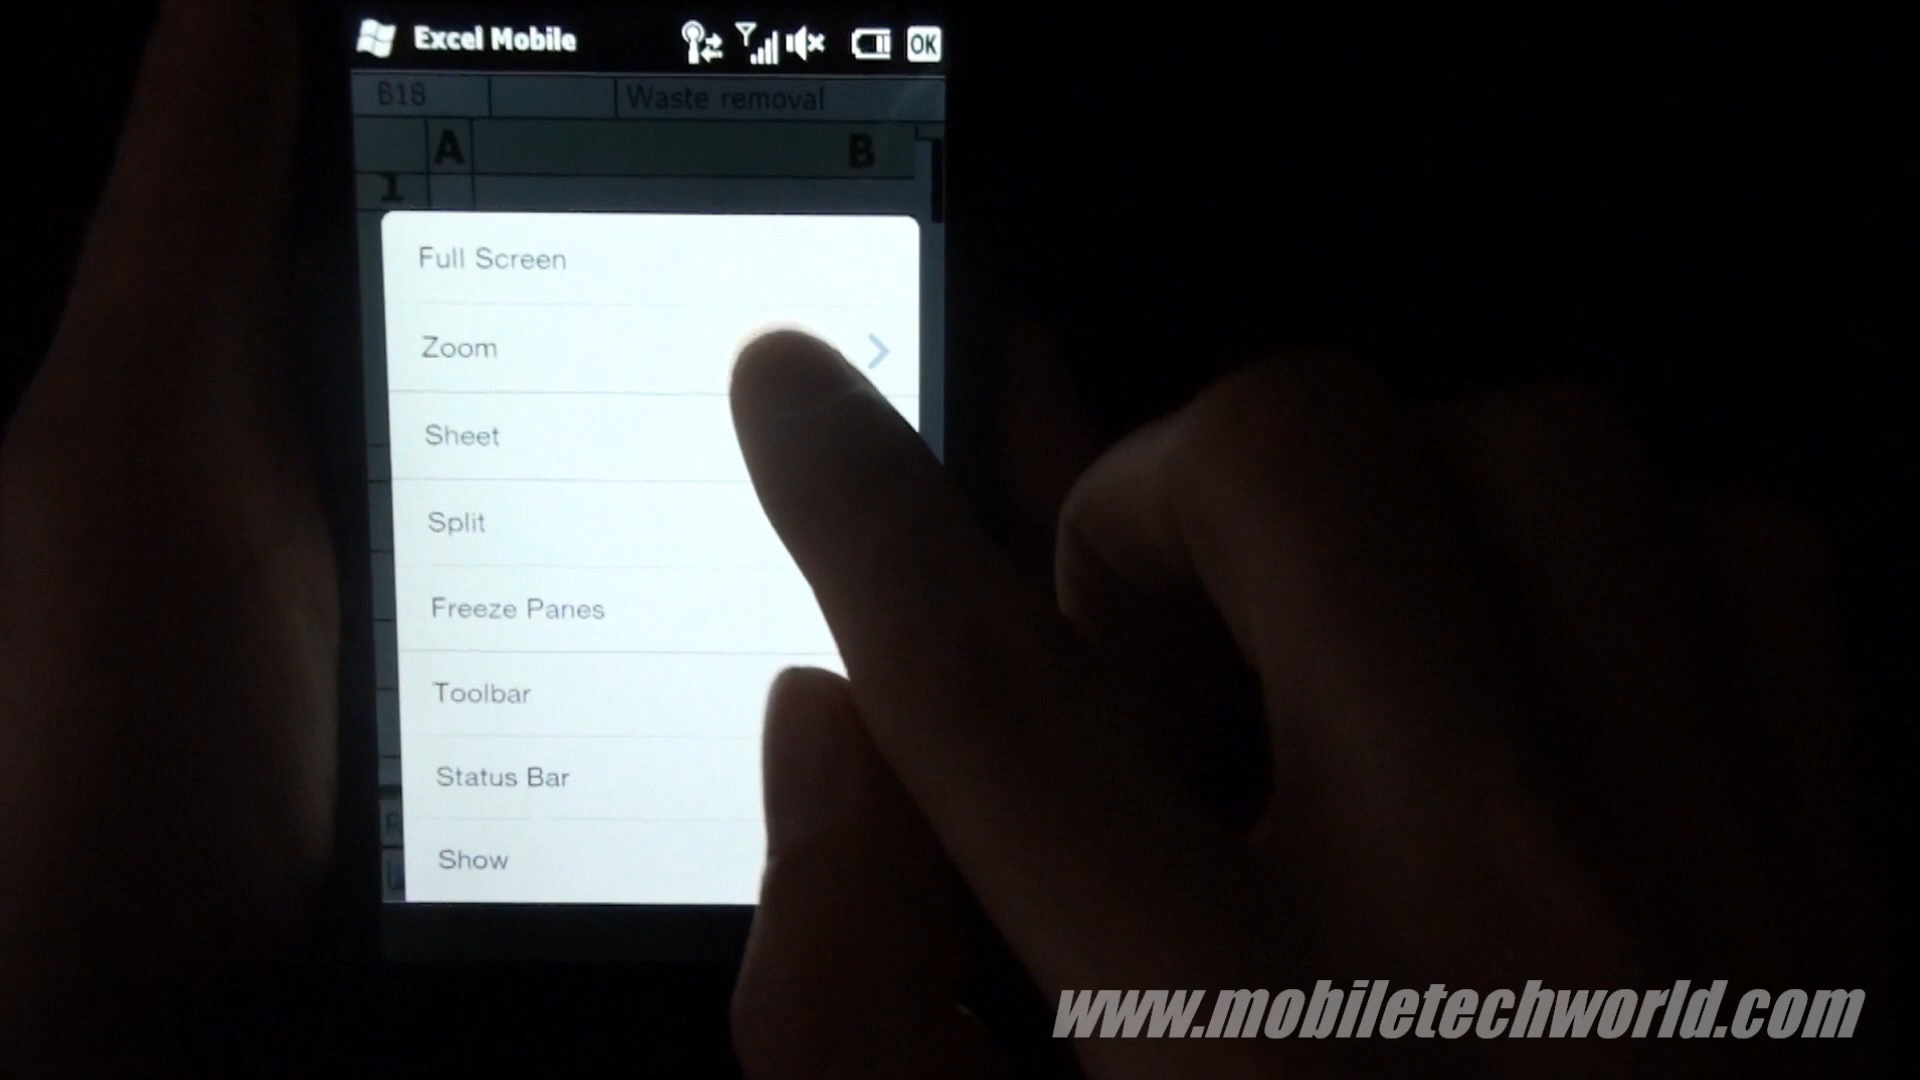 Excel Mobile OK
B18 Waste removal
A B
1
Full Screen
Zoom
Sheet
Split
Freeze Panes
Toolbar
Status Bar
Show
www.mobiletechworld.com